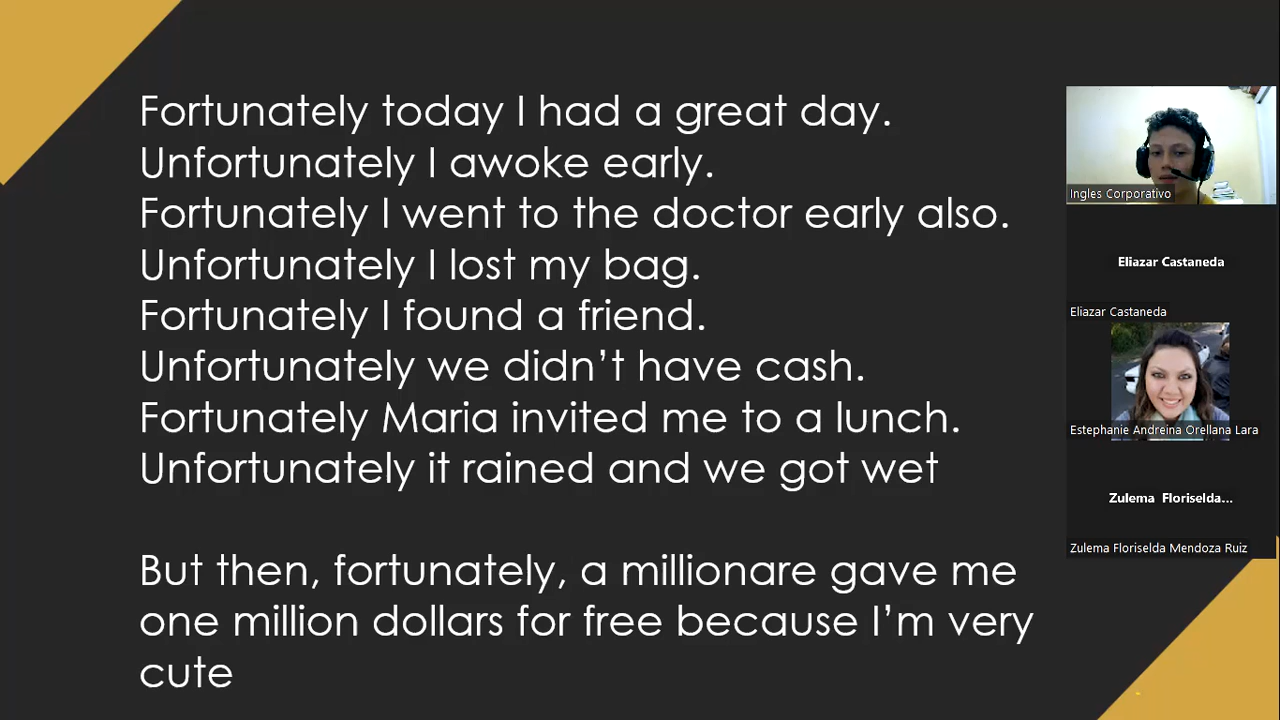 Fortunately today I had a great day.
Unfortunately I awoke early.
Fortunately I went to the doctor early also.
Unfortunately I lost my bag.
Fortunately I found a friend.
Unfortunately we didn’t have cash.
Fortunately Maria invited me to a lunch.
Unfortunately it rained and we got wet
But then, fortunately, a millionare gave me
one million dollars for free because I’m very
cute
Ingles Corporativo
Eliazar Castaneda
Eliazar Castaneda
Estephanie Andreina Orellana Lara
Zulema Floriselda...
Zulema Floriselda Mendoza Ruiz